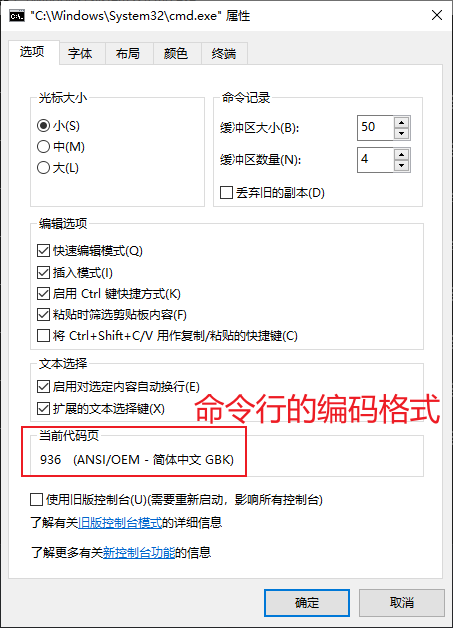 "C:\Windows\System32\cmd.exe" 属性
选项 字体 布局 颜色 终端
光标大小
小(S)
中(M)
大(L)
命令记录
缓冲区大小(B): 50
缓冲区数量(N): 4
丢弃旧的副本(D)
编辑选项
快速编辑模式(Q)
插入模式(I)
启用 Ctrl 键快捷方式(K)
粘贴时筛选剪贴板内容(F)
将 Ctrl+Shift+C/V 用作复制/粘贴的快捷键(C)
文本选择
启用对选定内容自动换行(E)
扩展的文本选择键(X)
命令行的编码格式
当前代码页
936 (ANSI/OEM - 简体中文 GBK)
使用旧版控制台(U)(需要重新启动，影响所有控制台)
了解有关旧版控制台模式的详细信息
了解更多有关新控制台功能的信息
确定 取消